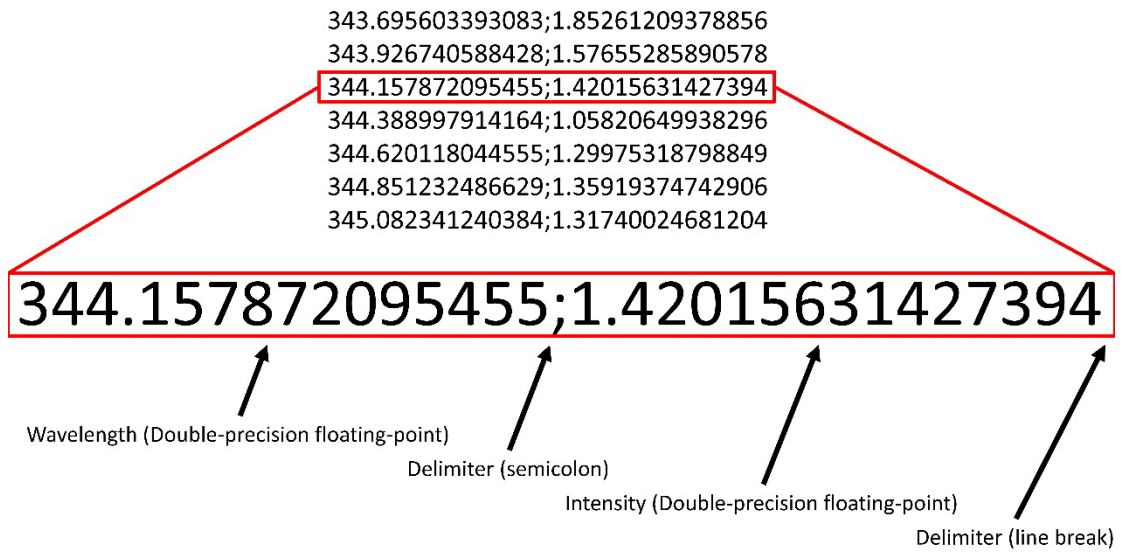 343.695603393083;1.85261209378856
343.926740588428;1.57655285890578
344.157872095455;1.42015631427394
344.388997914164;1.05820649938296
344.620118044555;1.29975318798849
344.851232486629;1.35919374742906
345.082341240384;1.31740024681204
344.157872095455;1.42015631427394
Wavelength (Double-precision floating-point)
Delimiter (semicolon)
Intensity (Double-precision floating-point)
Delimiter (line break)